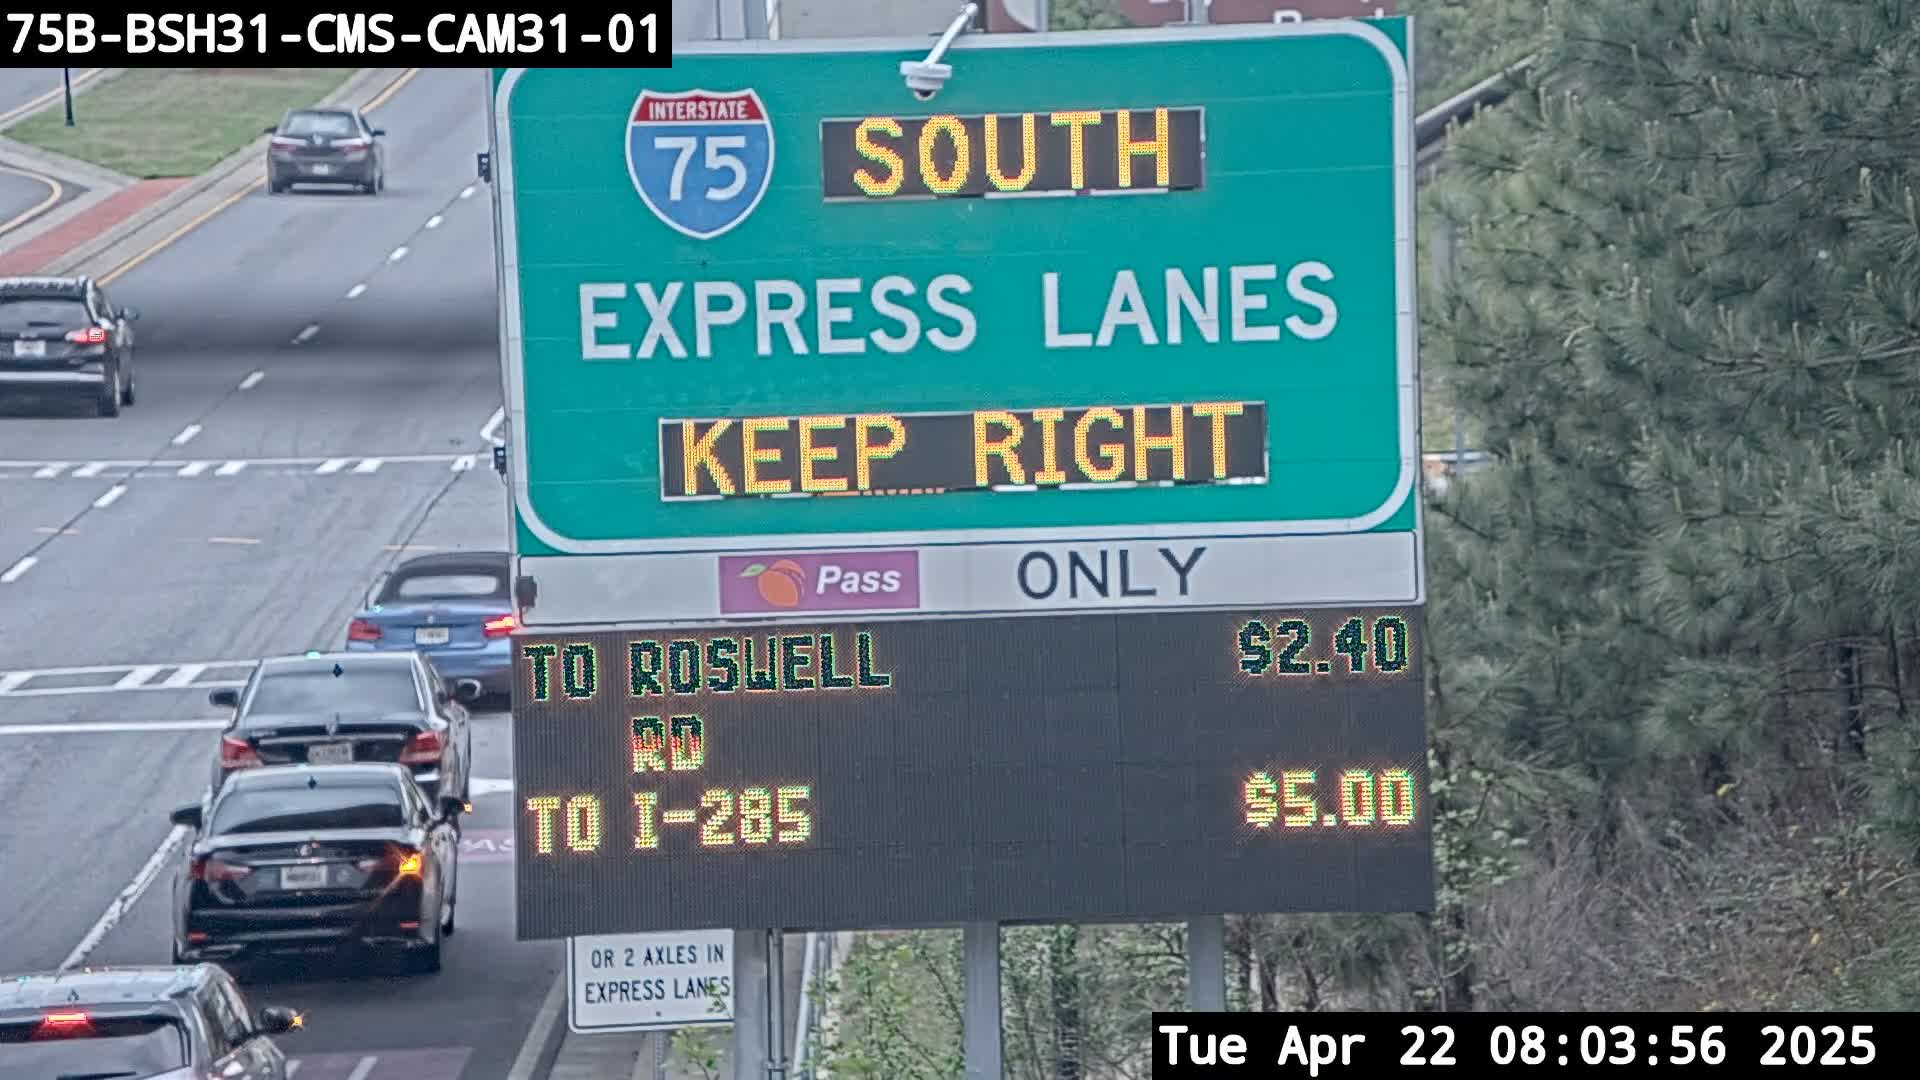 75B-BSH31-CMS-CAM31-01
INTERSTATE
75
SOUTH
EXPRESS LANES
KEEP RIGHT
Pass ONLY
TO ROSWELL $2.40
RD
TO I-285 $5.00
OR 2 AXLES IN
EXPRESS LANES
Tue Apr 22 08:03:56 2025